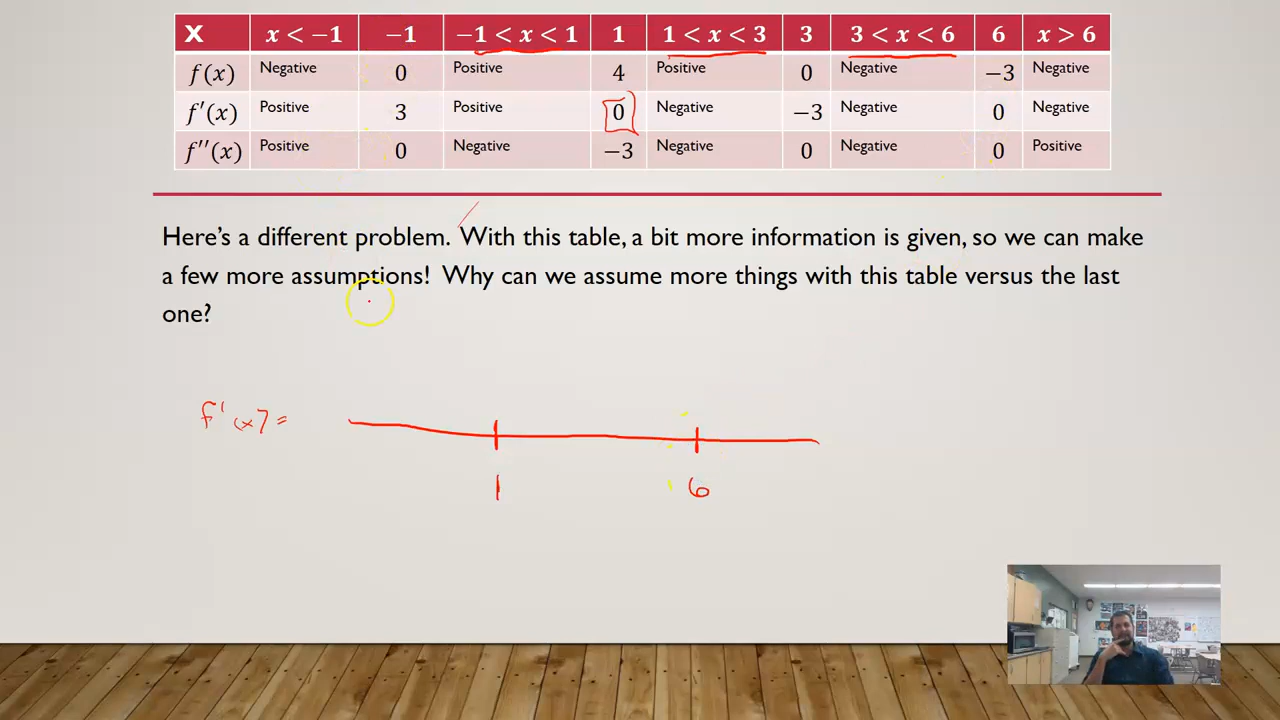 X x < −1 −1 −1 < x < 1 1 1 < x < 3 3 3 < x < 6 6 x > 6
f(x) Negative 0 Positive 4 Positive 0 Negative −3 Negative
f′(x) Positive 3 Positive 0 Negative −3 Negative 0 Negative
f′′(x) Positive 0 Negative −3 Negative 0 Negative 0 Positive
Here's a different problem. With this table, a bit more information is given, so we can make
a few more assumptions! Why can we assume more things with this table versus the last
one?
f'(x) =
1 6